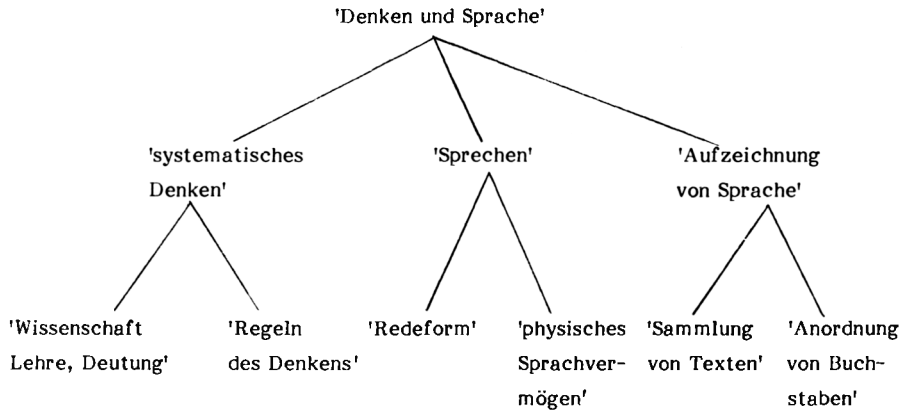 'Denken und Sprache'
'systematisches
Denken'
'Sprechen'
'Aufzeichnung
von Sprache'
'Wissenschaft
Lehre, Deutung'
'Regeln
des Denkens'
'Redeform'
'physisches
Sprachver-
mögen'
'Sammlung
von Texten'
'Anordnung
von Buch-
staben'